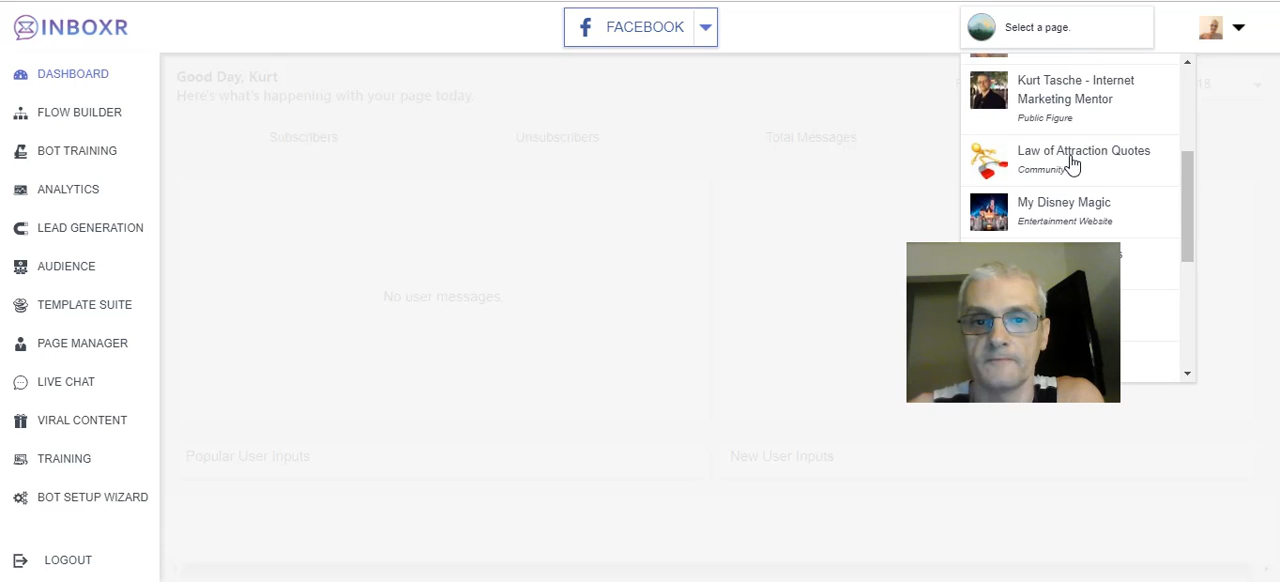 INBOXR
FACEBOOK
Select a page.
DASHBOARD
FLOW BUILDER
BOT TRAINING
ANALYTICS
LEAD GENERATION
AUDIENCE
TEMPLATE SUITE
PAGE MANAGER
LIVE CHAT
VIRAL CONTENT
TRAINING
BOT SETUP WIZARD
LOGOUT
Good Day, Kurt
Here's what's happening with your page today.
Subscribers
Unsubscribers
Total Messages
No user messages.
Popular User Inputs
New User Inputs
18
Kurt Tasche - Internet
Marketing Mentor
Public Figure
Law of Attraction Quotes
Community
My Disney Magic
Entertainment Website